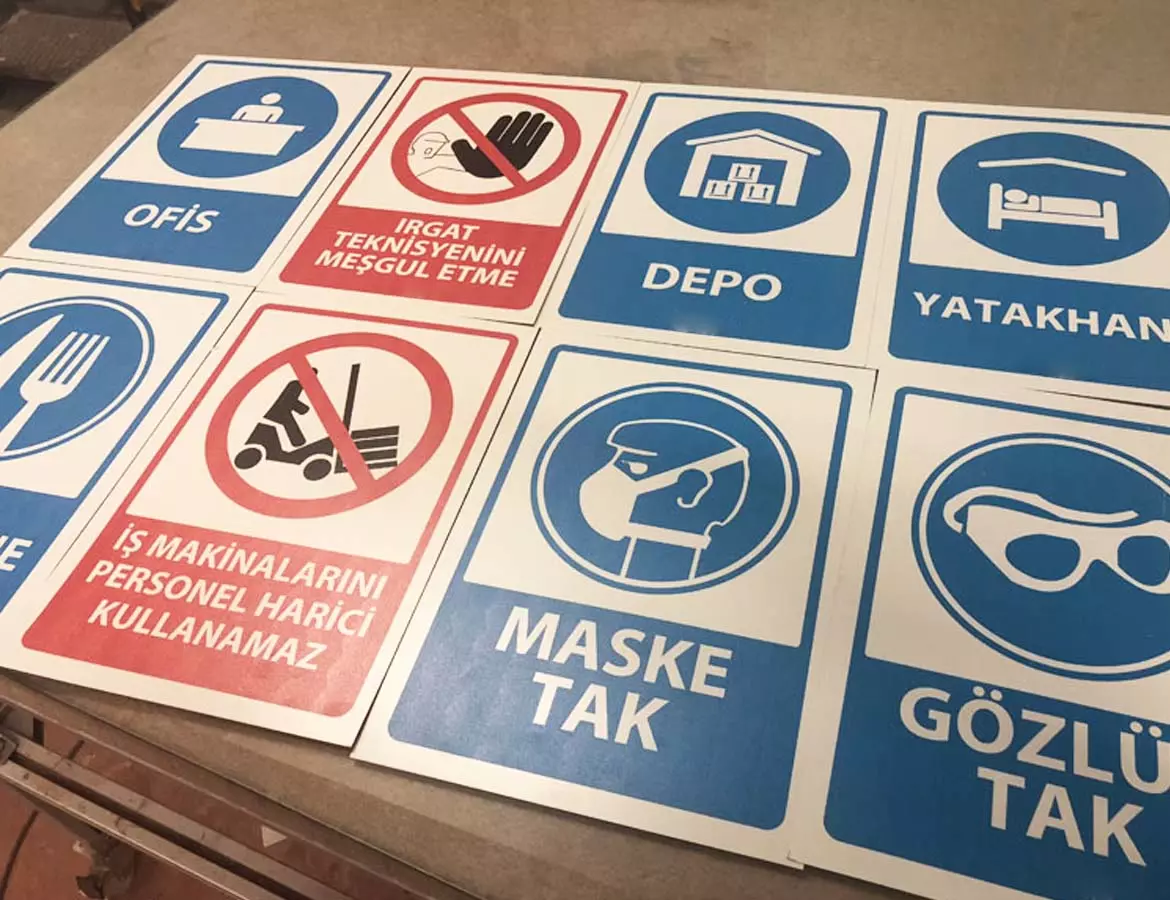 OFİS
IRGAT
TEKNİSYENİNİ
MEŞGUL ETME
DEPO
YATAKHAN
NE
İŞ MAKİNALARINI
PERSONEL HARİCİ
KULLANAMAZ
MASKE
TAK
GÖZLÜ
TAK